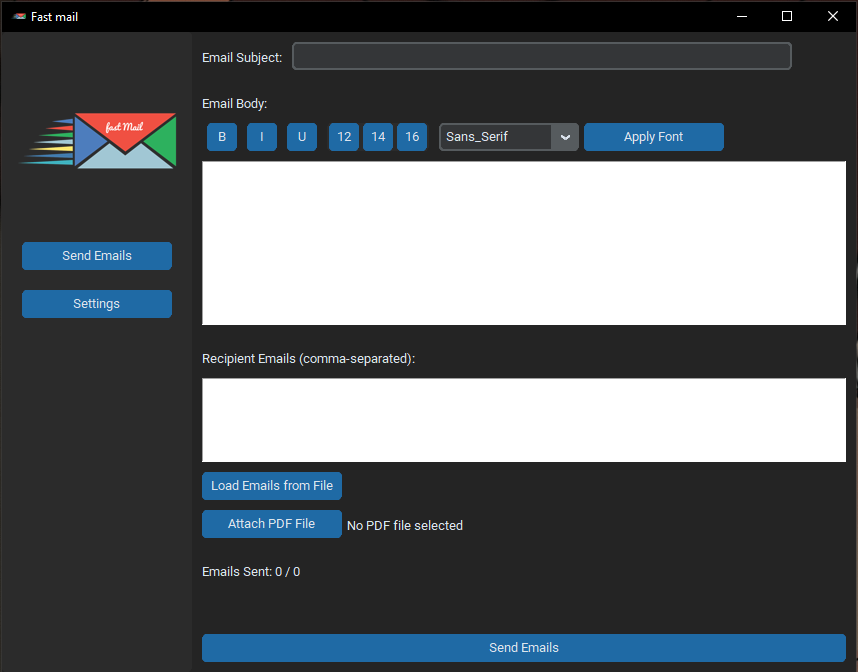 Fast mail
Email Subject:
Email Body:
B I U 12 14 16 Sans_Serif Apply Font
fast Mail
Send Emails
Settings
Recipient Emails (comma-separated):
Load Emails from File
Attach PDF File No PDF file selected
Emails Sent: 0 / 0
Send Emails